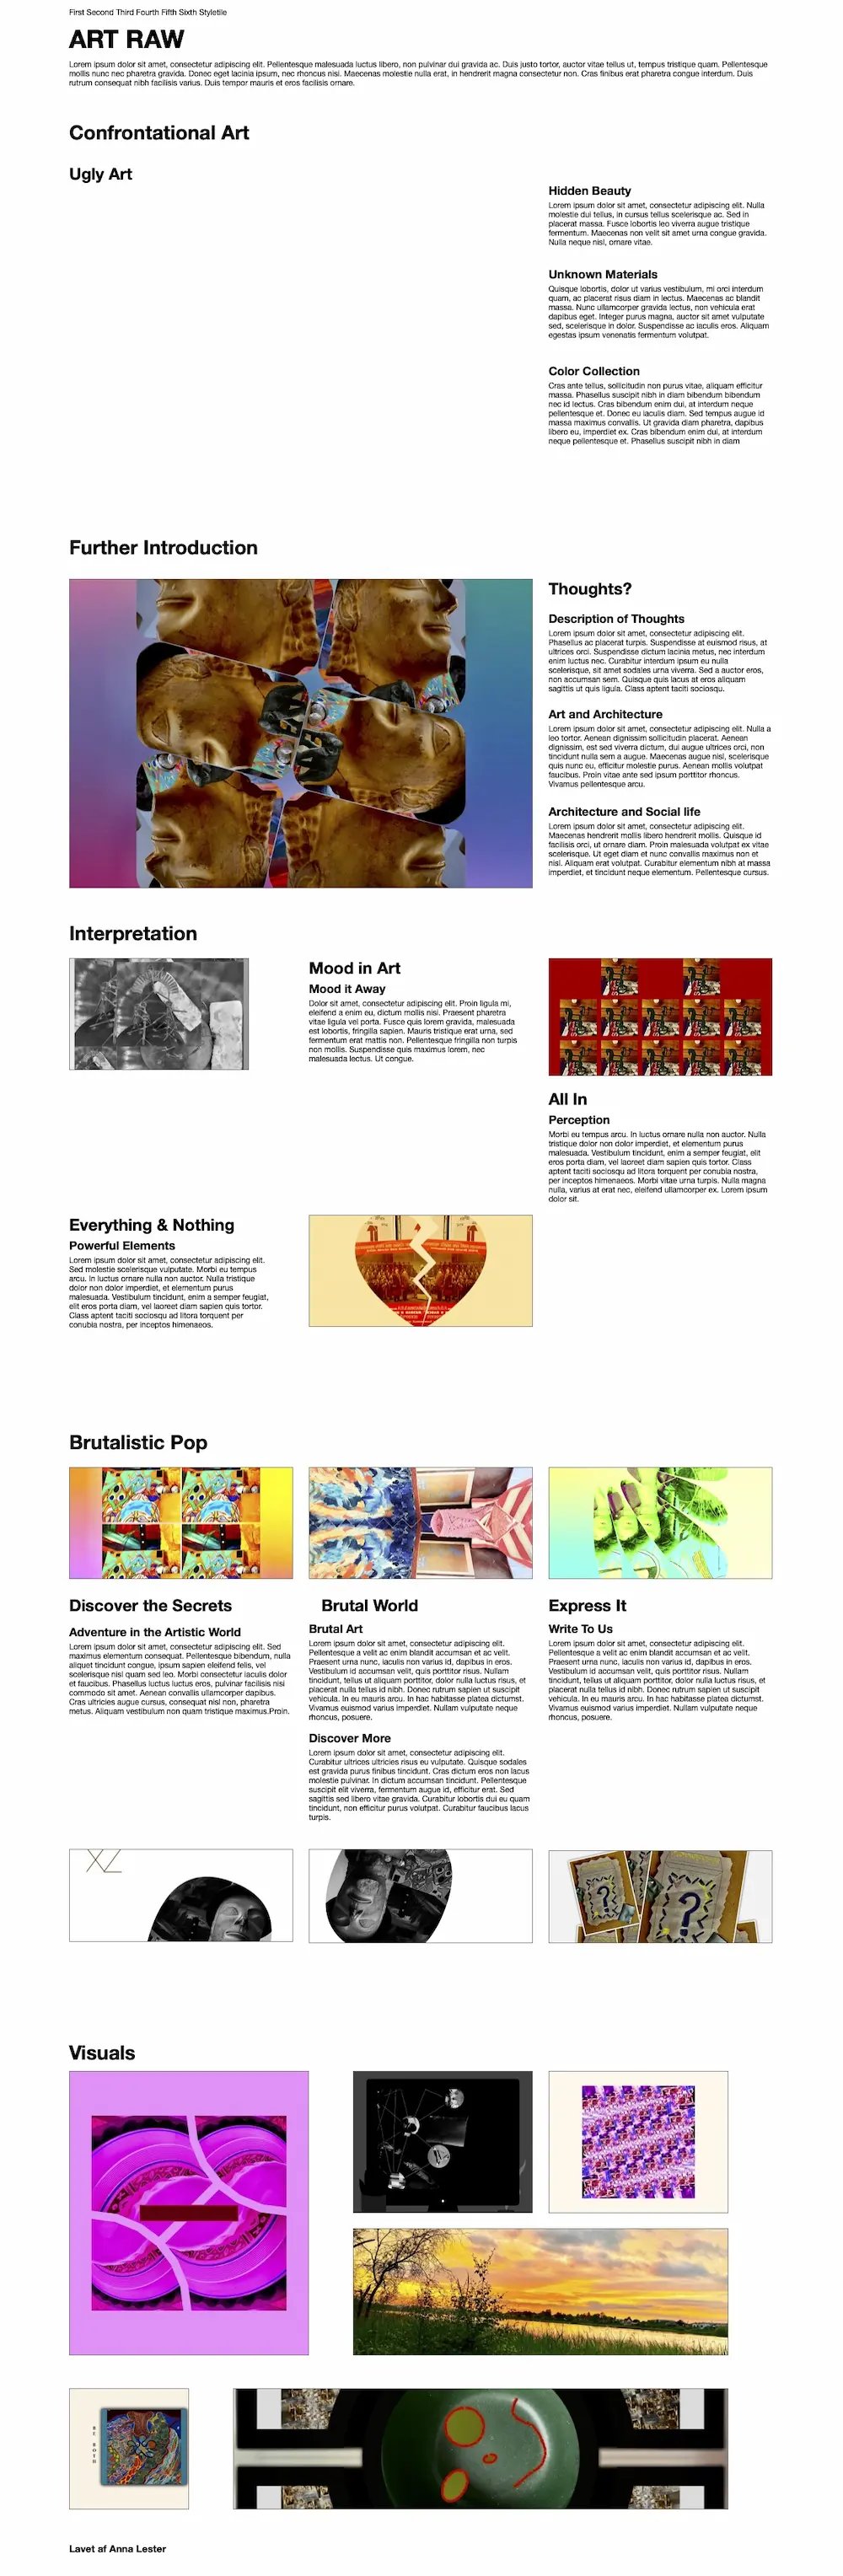 First Second Third Fourth Fifth Sixth Styletile
ART RAW
Lorem ipsum dolor sit amet, consectetur adipiscing elit. Pellentesque malesuada luctus libero, non pulvinar dui gravida ac. Duis justo tortor, auctor vitae tellus ut, tempus tristique quam. Pellentesque
mollis nunc nec pharetra gravida. Donec eget lacinia ipsum, nec rhoncus nisi. Maecenas molestie nulla erat, in hendrerit magna consectetur non. Cras finibus erat pharetra congue interdum. Duis
rutrum consequat nibh facilisis varius. Duis tempor mauris et eros facilisis ornare.
Confrontational Art
Ugly Art
Hidden Beauty
Lorem ipsum dolor sit amet, consectetur adipiscing elit. Nulla
molestie dui tellus, in cursus tellus scelerisque ac. Sed in
placerat massa. Fusce lobortis leo viverra augue tristique
fermentum. Maecenas non velit sit amet urna congue gravida.
Nulla neque nisl, ornare vitae.
Unknown Materials
Quisque lobortis, dolor ut varius vestibulum, mi orci interdum
quam, ac placerat risus diam in lectus. Maecenas ac blandit
massa. Nunc ullamcorper gravida lectus, non vehicula erat
dapibus eget. Integer purus magna, auctor sit amet vulputate
sed, scelerisque in dolor. Suspendisse ac iaculis eros. Aliquam
egestas ipsum venenatis fermentum volutpat.
Color Collection
Cras ante tellus, sollicitudin non purus vitae, aliquam efficitur
massa. Phasellus suscipit nibh in diam bibendum bibendum
nec id lectus. Cras bibendum enim dui, at interdum neque
pellentesque et. Donec eu iaculis diam. Sed tempus augue id
massa maximus convallis. Ut gravida diam pharetra, dapibus
libero eu, imperdiet ex. Cras bibendum enim dui, at interdum
neque pellentesque et. Phasellus suscipit nibh in diam
Further Introduction
Thoughts?
Description of Thoughts
Lorem ipsum dolor sit amet, consectetur adipiscing elit.
Phasellus ac placerat turpis. Suspendisse at euismod risus, at
ultrices orci. Suspendisse dictum lacinia metus, nec interdum
enim luctus nec. Curabitur interdum ipsum eu nulla
scelerisque, sit amet sodales urna viverra. Sed a auctor eros,
non accumsan sem. Quisque quis lacus at eros aliquam
sagittis ut quis ligula. Class aptent taciti sociosqu.
Art and Architecture
Lorem ipsum dolor sit amet, consectetur adipiscing elit. Nulla a
leo tortor. Aenean dignissim sollicitudin placerat. Aenean
dignissim, est sed viverra dictum, dui augue ultrices orci, non
tincidunt nulla sem a augue. Maecenas augue nisl, scelerisque
quis nunc eu, efficitur molestie purus. Aenean mollis volutpat
faucibus. Proin vitae ante sed ipsum porttitor rhoncus.
Vivamus pellentesque arcu.
Architecture and Social life
Lorem ipsum dolor sit amet, consectetur adipiscing elit.
Maecenas hendrerit mollis libero hendrerit mollis. Quisque id
facilisis orci, ut ornare diam. Proin malesuada volutpat ex vitae
scelerisque. Ut eget diam et nunc convallis maximus non et
nisl. Aliquam erat volutpat. Curabitur elementum nibh at massa
imperdiet, et tincidunt neque elementum. Pellentesque cursus.
Interpretation
Mood in Art
Mood it Away
Dolor sit amet, consectetur adipiscing elit. Proin ligula mi,
eleifend a enim eu, dictum mollis nisi. Praesent pharetra
vitae ligula vel porta. Fusce quis lorem gravida, malesuada
est lobortis, fringilla sapien. Mauris tristique erat urna, sed
fermentum erat mattis non. Pellentesque fringilla non turpis
non mollis. Suspendisse quis maximus lorem, nec
malesuada lectus. Ut congue.
All In
Perception
Morbi eu tempus arcu. In luctus ornare nulla non auctor. Nulla
tristique dolor non dolor imperdiet, et elementum purus
malesuada. Vestibulum tincidunt, enim a semper feugiat, elit
eros porta diam, vel laoreet diam sapien quis tortor. Class
aptent taciti sociosqu ad litora torquent per conubia nostra,
per inceptos himenaeos. Morbi vitae urna turpis. Nulla magna
nulla, varius at erat nec, eleifend ullamcorper ex. Lorem ipsum
dolor sit.
Everything & Nothing
Powerful Elements
Lorem ipsum dolor sit amet, consectetur adipiscing elit.
Sed molestie scelerisque vulputate. Morbi eu tempus
arcu. In luctus ornare nulla non auctor. Nulla tristique
dolor non dolor imperdiet, et elementum purus
malesuada. Vestibulum tincidunt, enim a semper feugiat,
elit eros porta diam, vel laoreet diam sapien quis tortor.
Class aptent taciti sociosqu ad litora torquent per
conubia nostra, per inceptos himenaeos.
Brutalistic Pop
Discover the Secrets
Adventure in the Artistic World
Lorem ipsum dolor sit amet, consectetur adipiscing elit. Sed
maximus elementum consequat. Pellentesque bibendum, nulla
aliquet tincidunt congue, ipsum sapien eleifend felis, vel
scelerisque nisl quam sed leo. Morbi consectetur iaculis dolor
et faucibus. Phasellus luctus luctus eros, pulvinar facilisis nisi
commodo sit amet. Aenean convallis ullamcorper dapibus.
Cras ultricies augue cursus, consequat nisl non, pharetra
metus. Aliquam vestibulum non quam tristique maximus.Proin.
Brutal World
Brutal Art
Lorem ipsum dolor sit amet, consectetur adipiscing elit.
Pellentesque a velit ac enim blandit accumsan et ac velit.
Praesent urna nunc, iaculis non varius id, dapibus in eros.
Vestibulum id accumsan velit, quis porttitor risus. Nullam
tincidunt, tellus ut aliquam porttitor, dolor nulla luctus risus, et
placerat nulla tellus id nibh. Donec rutrum sapien ut suscipit
vehicula. In eu mauris arcu. In hac habitasse platea dictumst.
Vivamus euismod varius imperdiet. Nullam vulputate neque
rhoncus, posuere.
Discover More
Lorem ipsum dolor sit amet, consectetur adipiscing elit.
Curabitur ultrices ultricies risus eu vulputate. Quisque sodales
est gravida purus finibus tincidunt. Cras dictum eros non lacus
molestie pulvinar. In dictum accumsan tincidunt. Pellentesque
suscipit elit viverra, fermentum augue id, efficitur erat. Sed
sagittis sed libero vitae gravida. Curabitur lobortis dui eu quam
tincidunt, non efficitur purus volutpat. Curabitur faucibus lacus
turpis.
Express It
Write To Us
Lorem ipsum dolor sit amet, consectetur adipiscing elit.
Pellentesque a velit ac enim blandit accumsan et ac velit.
Praesent urna nunc, iaculis non varius id, dapibus in eros.
Vestibulum id accumsan velit, quis porttitor risus. Nullam
tincidunt, tellus ut aliquam porttitor, dolor nulla luctus risus, et
placerat nulla tellus id nibh. Donec rutrum sapien ut suscipit
vehicula. In eu mauris arcu. In hac habitasse platea dictumst.
Vivamus euismod varius imperdiet. Nullam vulputate neque
rhoncus, posuere.
?
?
Visuals
BE BOTH
Lavet af Anna Lester